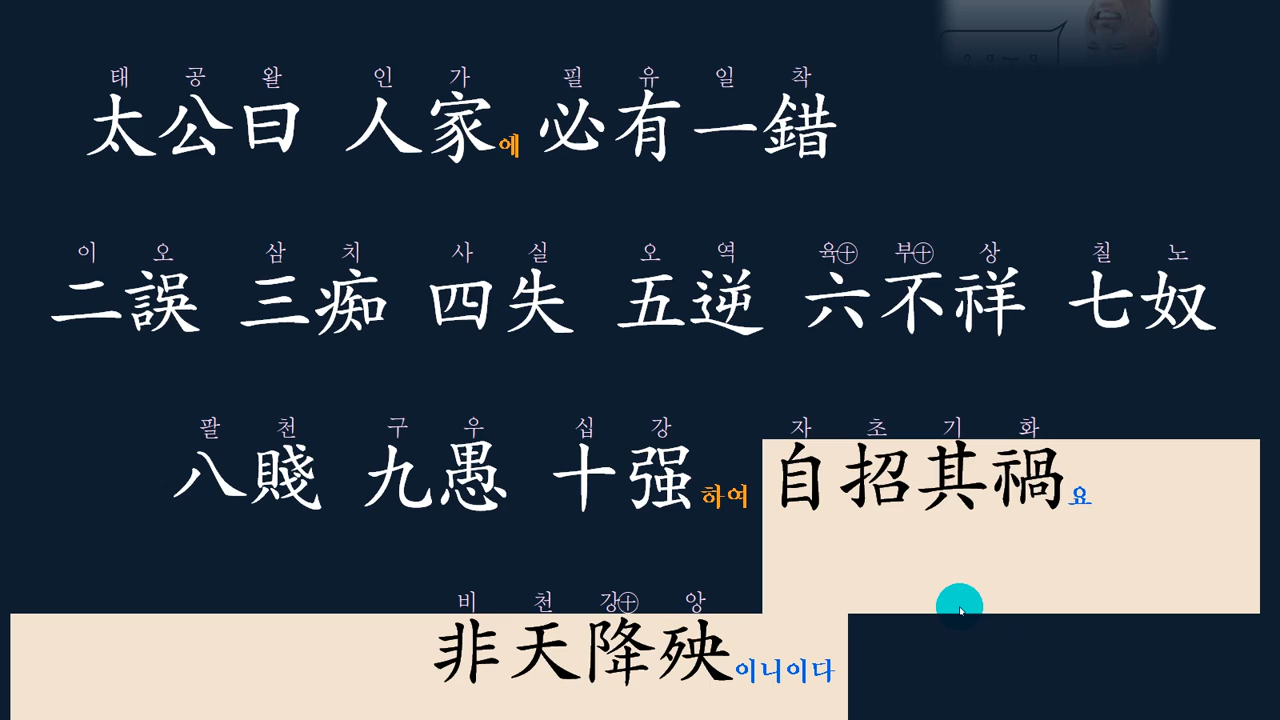 태 공 왈 인 가 필 유 일 착
太公曰 人家에 必有一錯
이 오 삼 치 사 실 오 역 육㊉ 부㊉ 상 칠 노
二誤 三痴 四失 五逆 六不祥 七奴
팔 천 구 우 십 강 자 초 기 화
八賤 九愚 十强하여 自招其禍요
비 천 강㊉ 앙
非天降殃이니이다